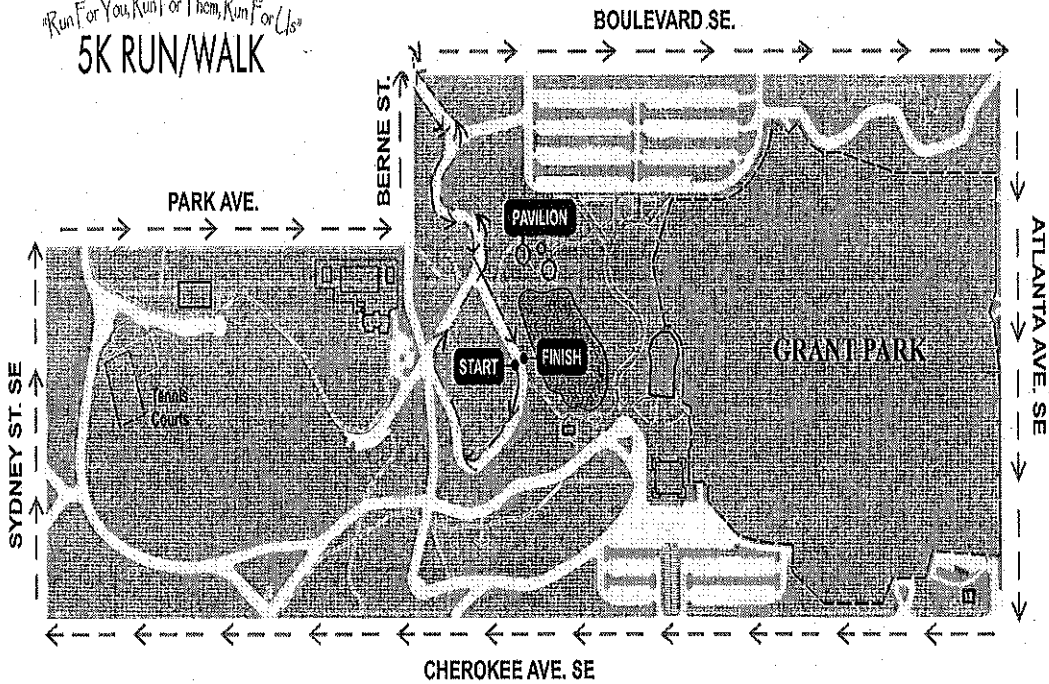 "Run For You, Run For Them, Run For Us"
5K RUN/WALK
BOULEVARD SE.
BERNE ST.
PARK AVE.
PAVILION
ATLANTA AVE. SE
START
FINISH
GRANT PARK
SYDNEY ST. SE
Tennis
Courts
CHEROKEE AVE. SE